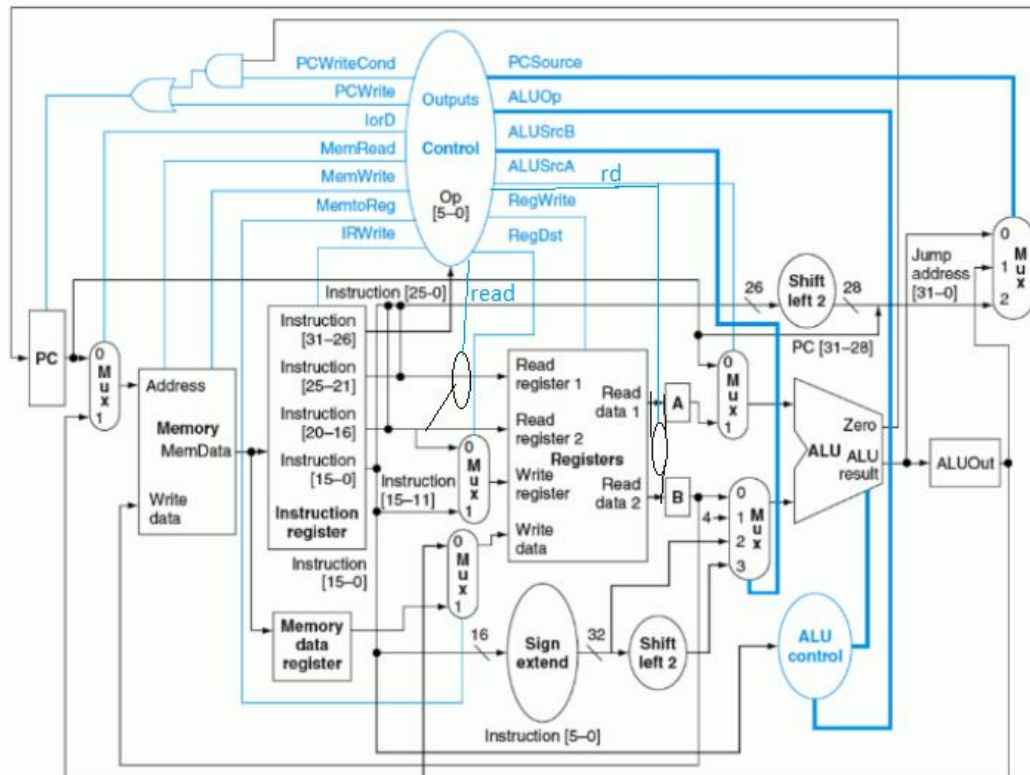 PCWriteCond
PCWrite
IorD
MemRead
MemWrite
MemtoReg
IRWrite
Outputs
Control
Op
[5–0]
PCSource
ALUOp
ALUSrcB
ALUSrcA
rd
RegWrite
RegDst
read
Instruction [25-0]
26
Shift
left 2
28
Jump
address
[31–0]
0
1
2
M
u
x
PC [31–28]
PC
0
M
u
x
1
Address
Memory
MemData
Write
data
Instruction
[31–26]
Instruction
[25–21]
Instruction
[20–16]
Instruction
[15–0]
Instruction
register
Instruction
[15–11]
0
M
u
x
1
Read
register 1
Read
register 2
Registers
Write
register
Write
data
Read
data 1
Read
data 2
A
B
0
M
u
x
1
4
0
1
2
3
M
u
x
Zero
ALU
ALU
result
ALUOut
Instruction
[15–0]
0
M
u
x
1
Memory
data
register
16
Sign
extend
32
Shift
left 2
ALU
control
Instruction [5–0]